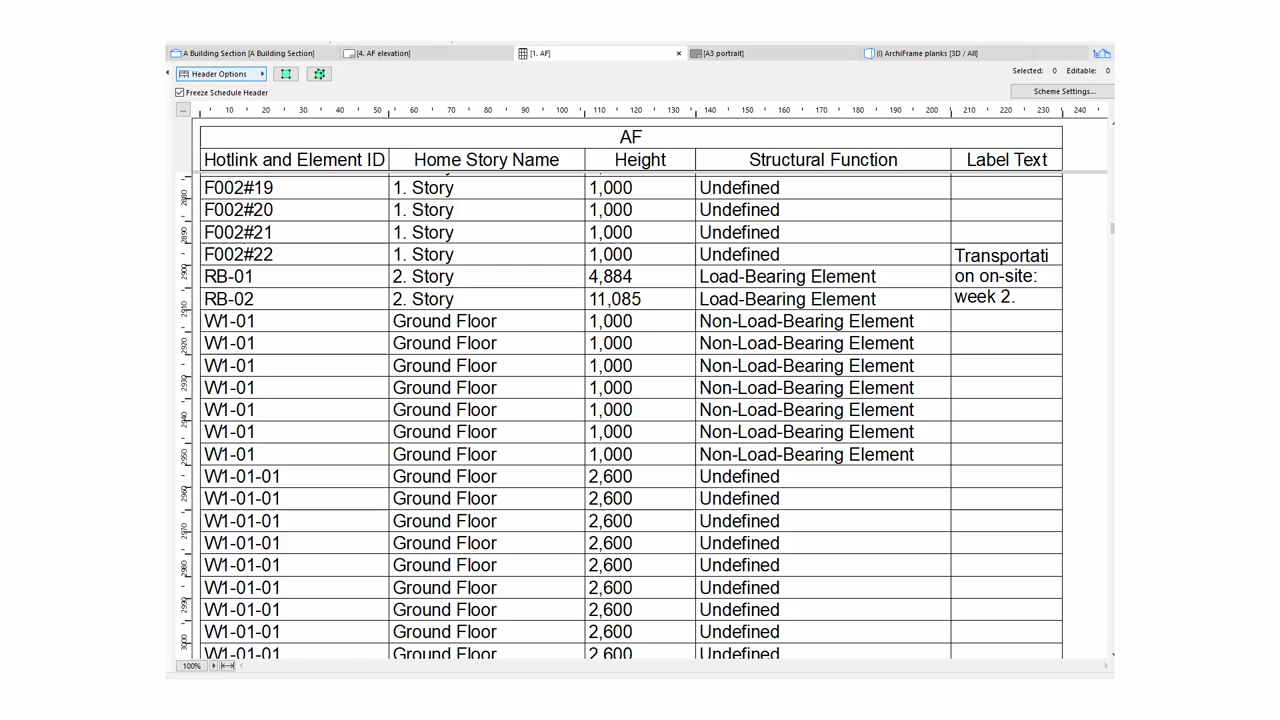 A Building Section [A Building Section] [4. AF elevation] [1. AF] × [A3 portrait] (!) ArchiFrame planks [3D / All]
Header Options Selected: 0 Editable: 0
Freeze Schedule Header Scheme Settings...
... 10 20 30 40 50 60 70 80 90 100 110 120 130 140 150 160 170 180 190 200 210 220 230 240
AF
Hotlink and Element ID Home Story Name Height Structural Function Label Text
F002#19 1. Story 1,000 Undefined
2880
F002#20 1. Story 1,000 Undefined
F002#21 1. Story 1,000 Undefined
2890
F002#22 1. Story 1,000 Undefined Transportati
RB-01 2. Story 4,884 Load-Bearing Element on on-site:
2900
RB-02 2. Story 11,085 Load-Bearing Element week 2.
2910
W1-01 Ground Floor 1,000 Non-Load-Bearing Element
W1-01 Ground Floor 1,000 Non-Load-Bearing Element
2920
W1-01 Ground Floor 1,000 Non-Load-Bearing Element
2930
W1-01 Ground Floor 1,000 Non-Load-Bearing Element
W1-01 Ground Floor 1,000 Non-Load-Bearing Element
2940
W1-01 Ground Floor 1,000 Non-Load-Bearing Element
W1-01 Ground Floor 1,000 Non-Load-Bearing Element
2950
W1-01-01 Ground Floor 2,600 Undefined
2960
W1-01-01 Ground Floor 2,600 Undefined
W1-01-01 Ground Floor 2,600 Undefined
2970
W1-01-01 Ground Floor 2,600 Undefined
W1-01-01 Ground Floor 2,600 Undefined
2980
W1-01-01 Ground Floor 2,600 Undefined
2990
W1-01-01 Ground Floor 2,600 Undefined
W1-01-01 Ground Floor 2,600 Undefined
3000
W1-01-01 Ground Floor 2,600 Undefined
100%